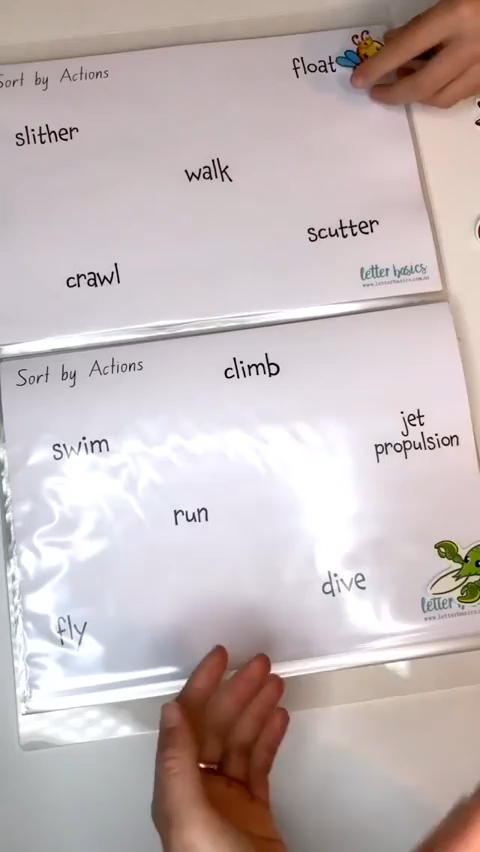 Sort by Actions
float
slither
walk
scutter
crawl
letter basics
www.letterbasics.com.au
Sort by Actions
climb
jet
propulsion
swim
run
dive
fly
letter